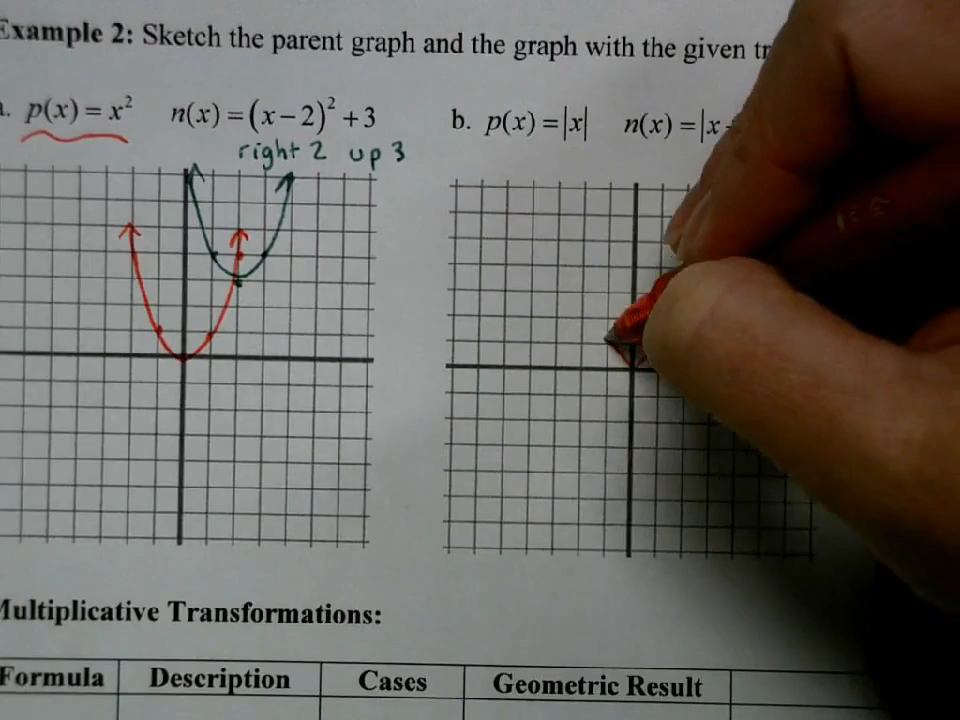 Example 2: Sketch the parent graph and the graph with the given
a. p(x) = x² n(x) = (x − 2)² + 3 b. p(x) = |x| n(x) = |x
right 2 up 3
Multiplicative Transformations:
Formula Description Cases Geometric Result